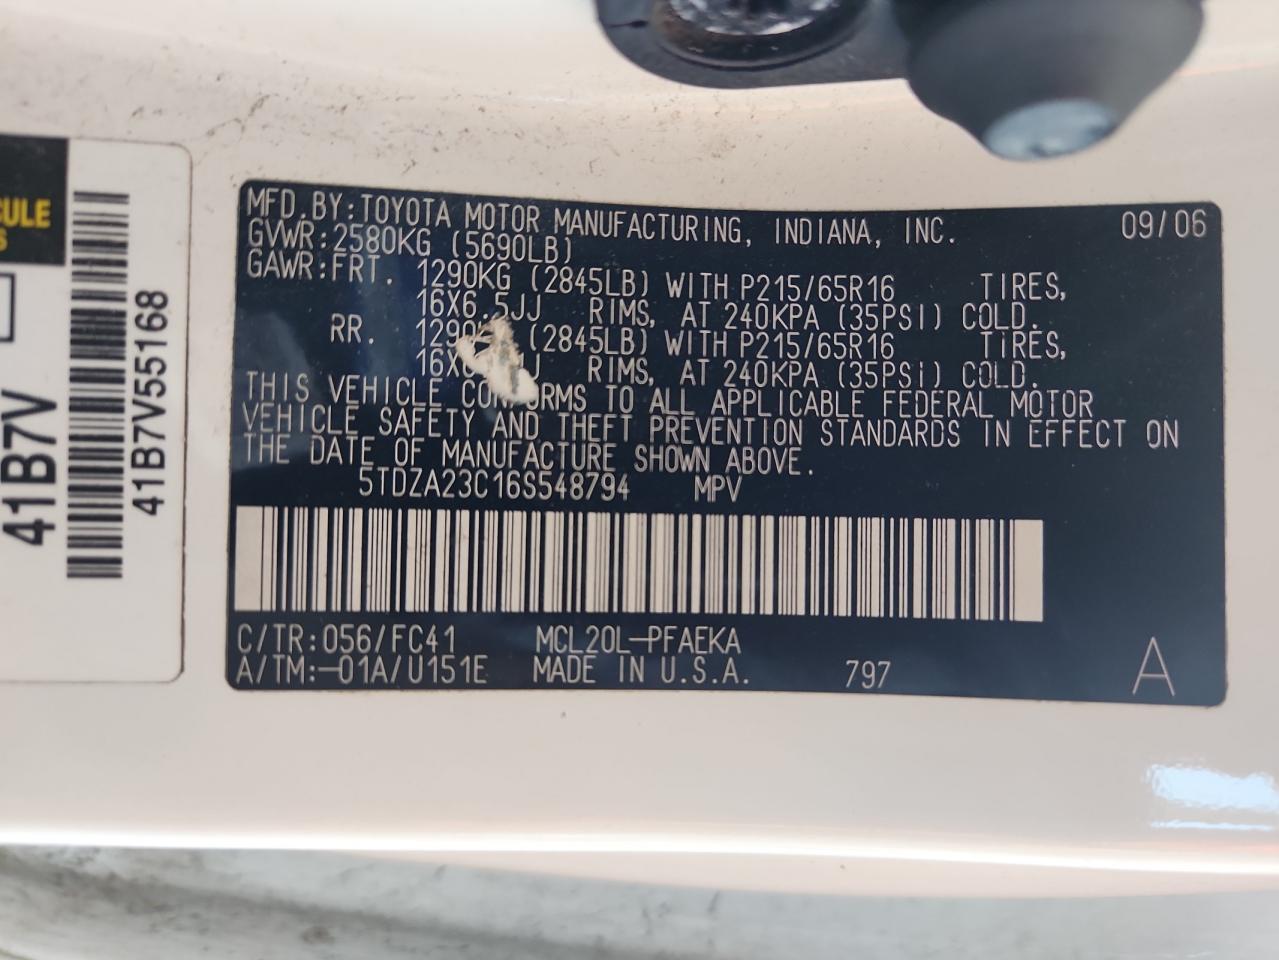 MFD.BY:TOYOTA MOTOR MANUFACTURING, INDIANA, INC. 09/06
GVWR:2580KG (5690LB)
GAWR:FRT. 1290KG (2845LB) WITH P215/65R16 TIRES,
16X6.5JJ RIMS, AT 240KPA (35PSI) COLD.
RR. (2845LB) WITH P215/65R16 TIRES,
RIMS, AT 240KPA (35PSI) COLD.
THIS VEHICLE CONFORMS TO ALL APPLICABLE FEDERAL MOTOR
VEHICLE SAFETY AND THEFT PREVENTION STANDARDS IN EFFECT ON
THE DATE OF MANUFACTURE SHOWN ABOVE.
5TDZA23C16S548794 MPV
C/TR:056/FC41 MCL20L-PFAEKA
A/TM:-01A/U151E MADE IN U.S.A. 797 A
41B7V
41B7V55168